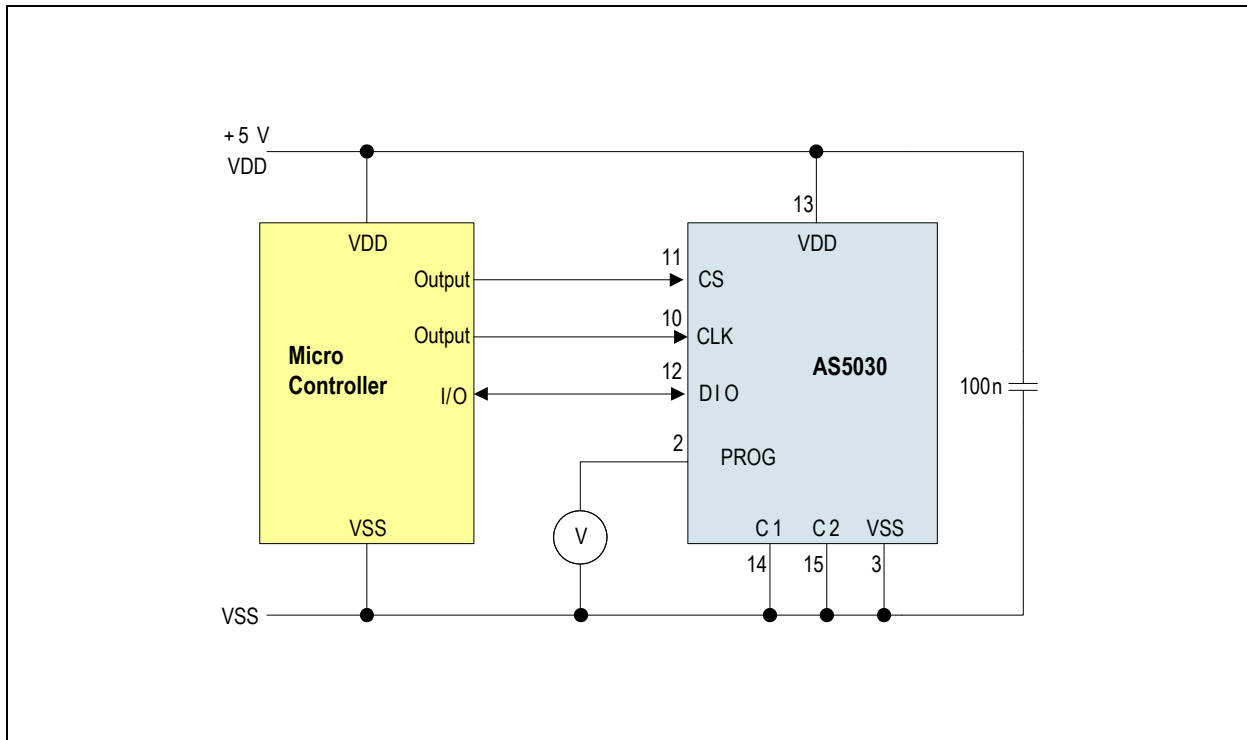 +5 V
VDD
13
VDD
VDD
11
Output
CS
10
Output
CLK
Micro
Controller
AS5030
12
I/O
DIO
100n
2
PROG
V
VSS
C1
C2
VSS
14
15
3
VSS